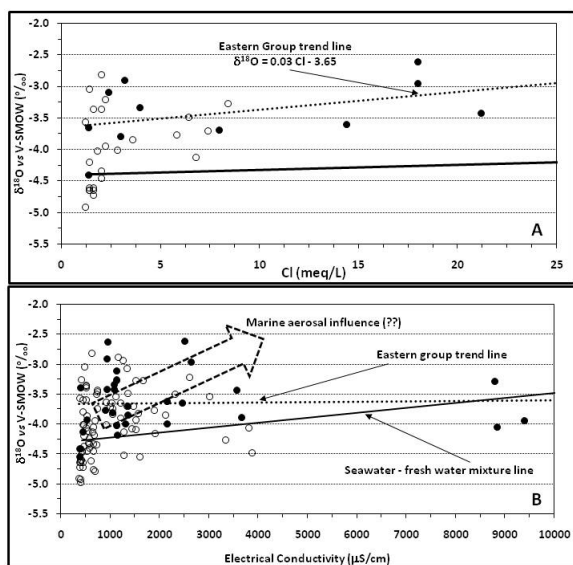 -2.0
-2.5
-3.0
-3.5
-4.0
-4.5
-5.0
-5.5
δ¹⁸O vs V-SMOW (°/₀₀)
Eastern Group trend line
δ¹⁸O = 0.03 Cl - 3.65
A
0 5 10 15 20 25
Cl (meq/L)
-2.0
-2.5
-3.0
-3.5
-4.0
-4.5
-5.0
-5.5
δ¹⁸O vs V-SMOW (°/₀₀)
Marine aerosal influence (??)
Eastern group trend line
Seawater - fresh water mixture line
B
0 1000 2000 3000 4000 5000 6000 7000 8000 9000 10000
Electrical Conductivity (µS/cm)